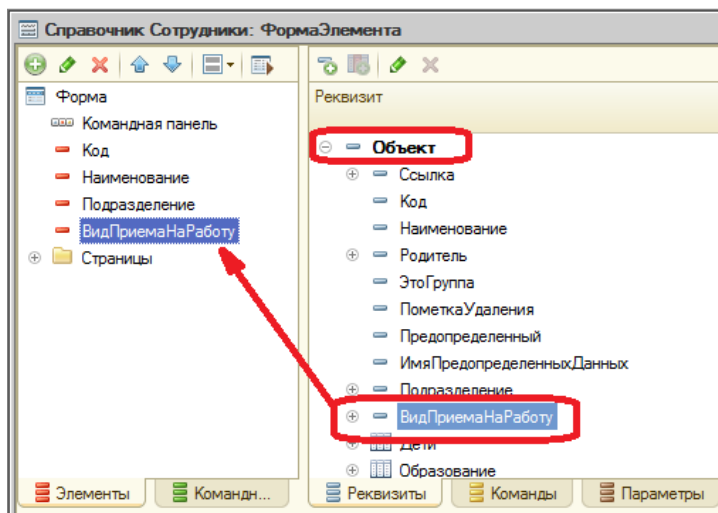 Справочник Сотрудники: ФормаЭлемента
Форма
Командная панель
Код
Наименование
Подразделение
ВидПриемаНаРаботу
Страницы
Элементы
Командн...
Реквизит
Объект
Ссылка
Код
Наименование
Родитель
ЭтоГруппа
ПометкаУдаления
Предопределенный
ИмяПредопределенныхДанных
Подразделение
ВидПриемаНаРаботу
Дети
Образование
Реквизиты
Команды
Параметры